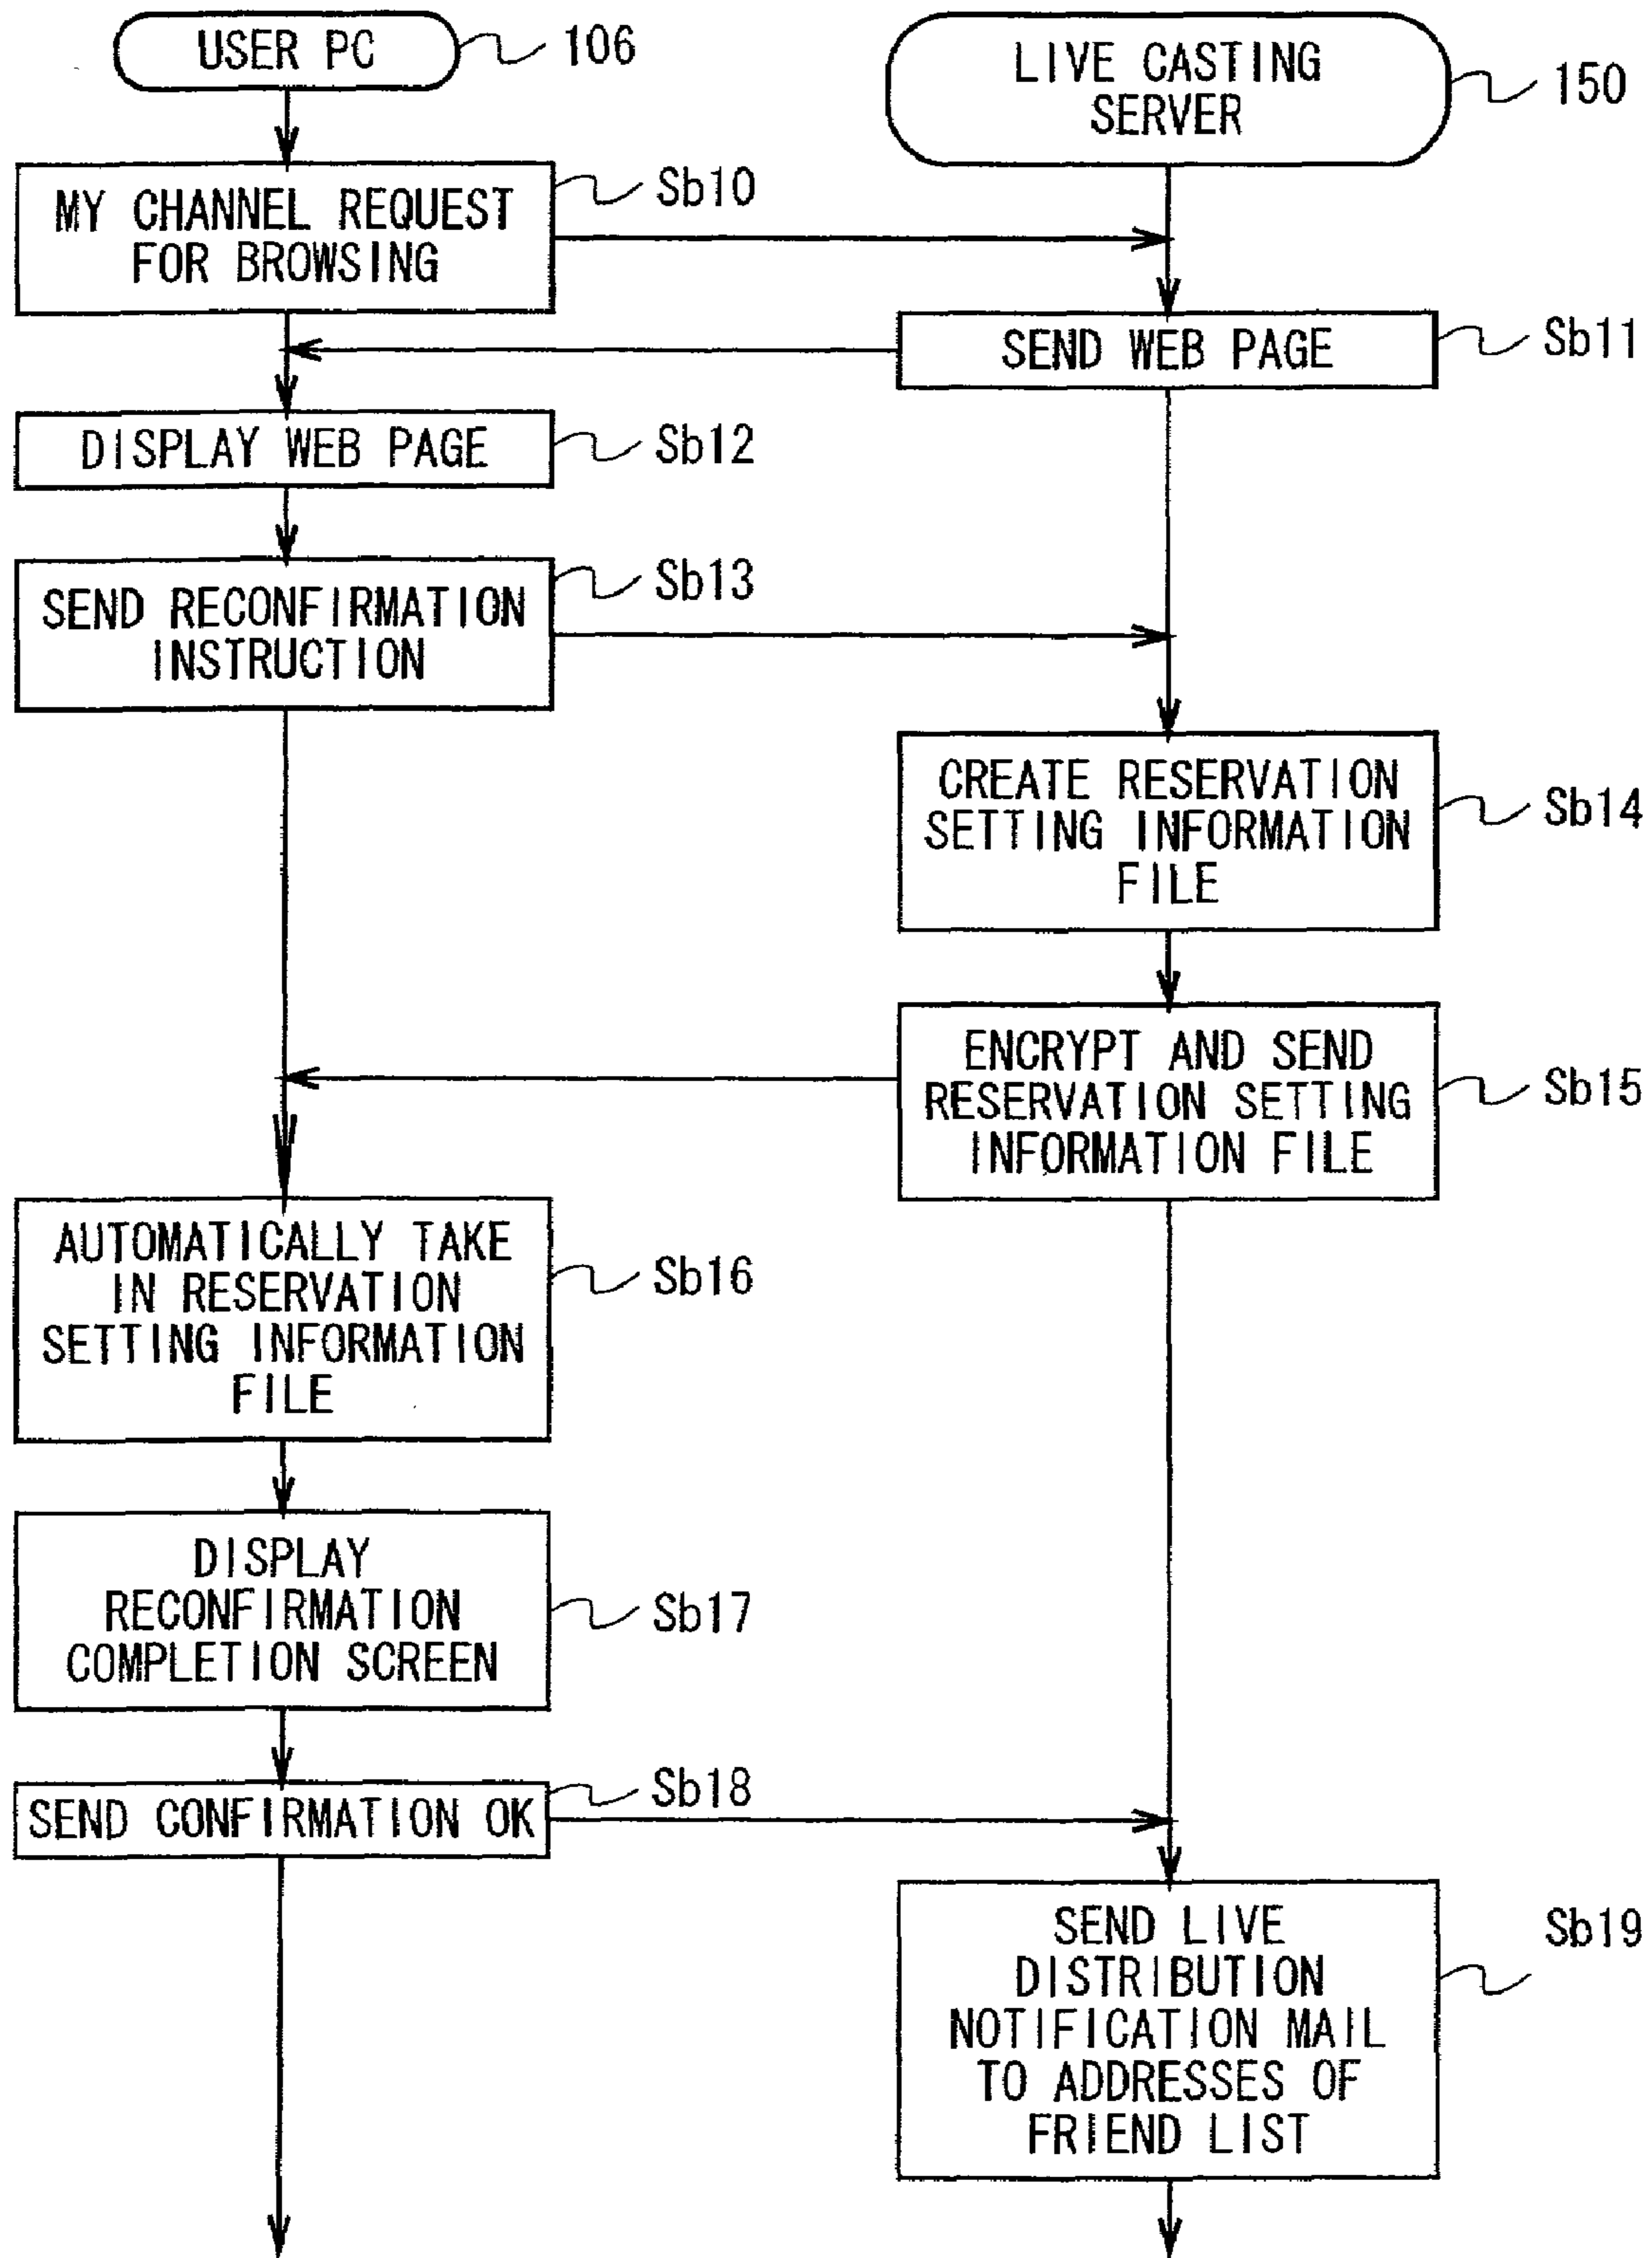 USER PC
106
LIVE CASTING
SERVER
150
MY CHANNEL REQUEST
FOR BROWSING
Sb10
SEND WEB PAGE
Sb11
DISPLAY WEB PAGE
Sb12
SEND RECONFIRMATION
INSTRUCTION
Sb13
CREATE RESERVATION
SETTING INFORMATION
FILE
Sb14
ENCRYPT AND SEND
RESERVATION SETTING
INFORMATION FILE
Sb15
AUTOMATICALLY TAKE
IN RESERVATION
SETTING INFORMATION
FILE
Sb16
DISPLAY
RECONFIRMATION
COMPLETION SCREEN
Sb17
SEND CONFIRMATION OK
Sb18
SEND LIVE
DISTRIBUTION
NOTIFICATION MAIL
TO ADDRESSES OF
FRIEND LIST
Sb19